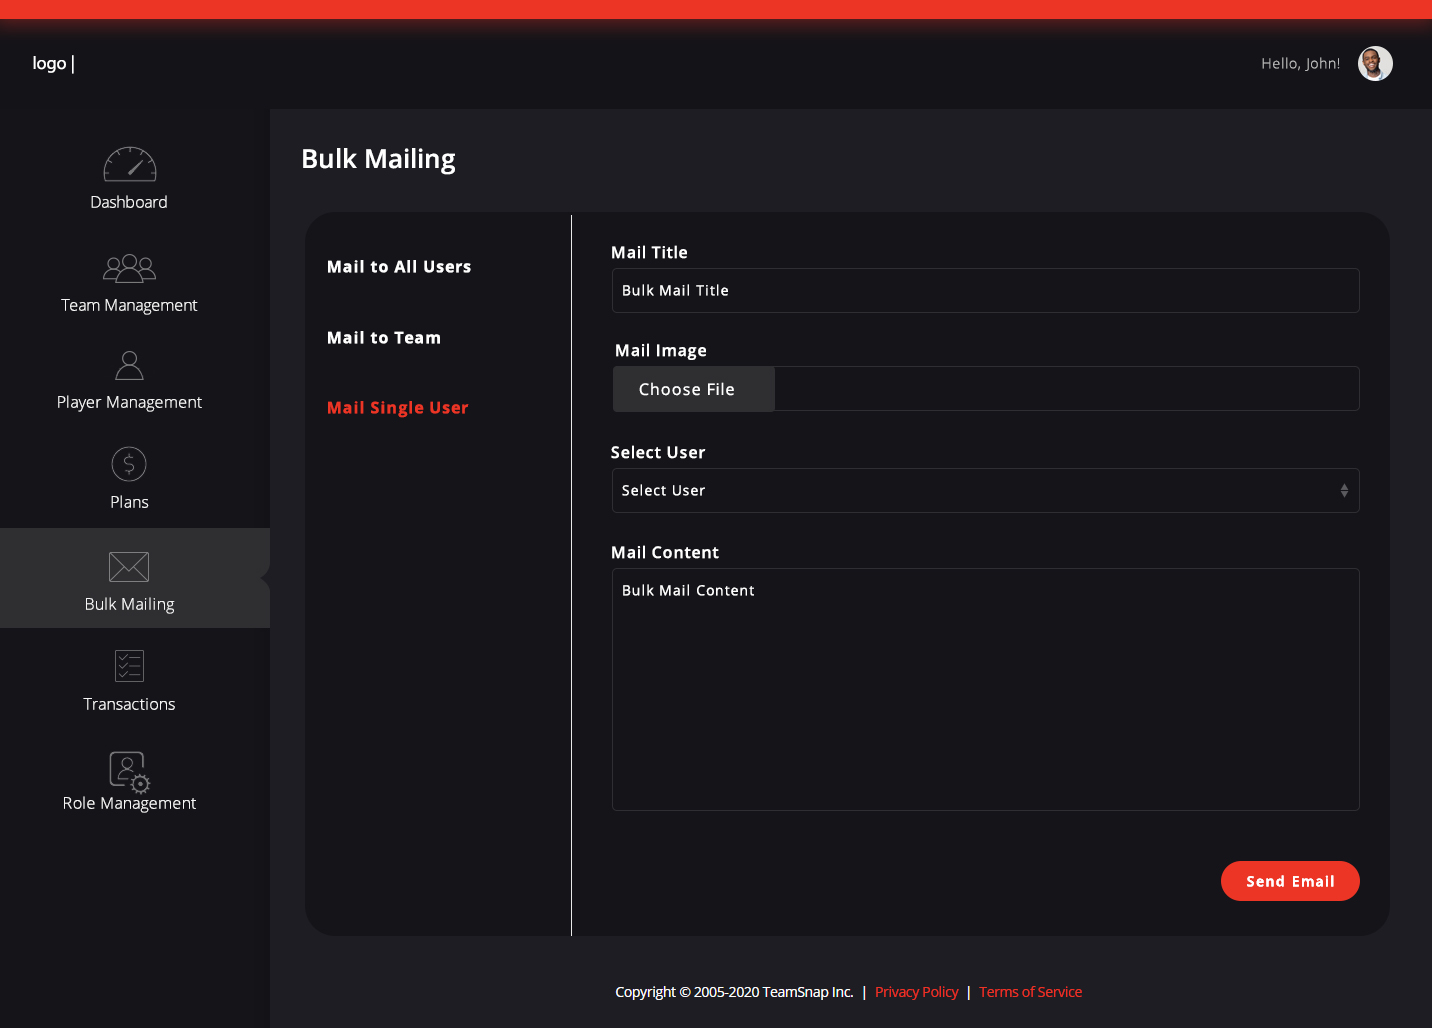 logo |
Hello, John!
Dashboard
Team Management
Player Management
Plans
Bulk Mailing
Transactions
Role Management
Bulk Mailing
Mail to All Users
Mail to Team
Mail Single User
Mail Title
Bulk Mail Title
Mail Image
Choose File
Select User
Select User
Mail Content
Bulk Mail Content
Send Email
Copyright © 2005-2020 TeamSnap Inc. | Privacy Policy | Terms of Service